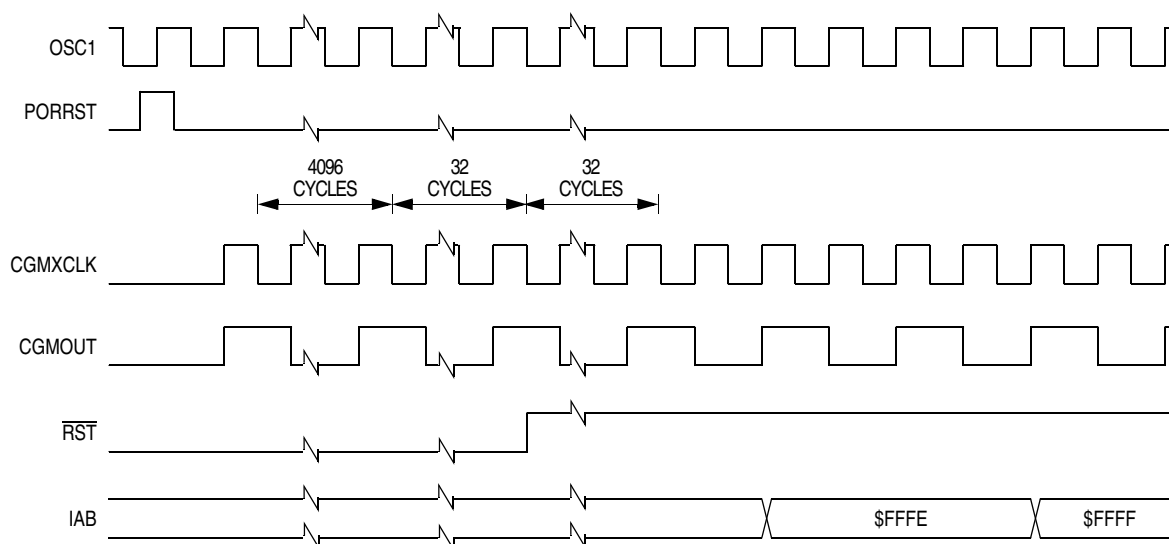 OSC1
PORRST
4096
CYCLES
32
CYCLES
32
CYCLES
CGMXCLK
CGMOUT
RST
IAB
$FFFE
$FFFF